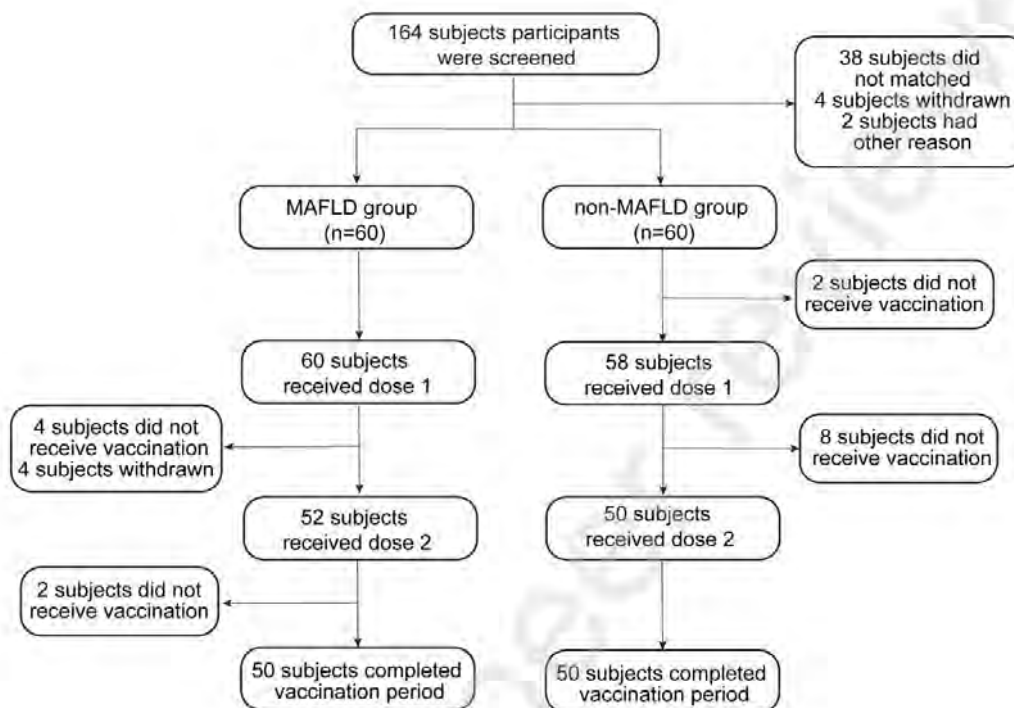 164 subjects participants
were screened
38 subjects did
not matched
4 subjects withdrawn
2 subjects had
other reason
MAFLD group
(n=60)
non-MAFLD group
(n=60)
2 subjects did not
receive vaccination
60 subjects
received dose 1
58 subjects
received dose 1
4 subjects did not
receive vaccination
4 subjects withdrawn
8 subjects did not
receive vaccination
52 subjects
received dose 2
50 subjects
received dose 2
2 subjects did not
receive vaccination
50 subjects completed
vaccination period
50 subjects completed
vaccination period